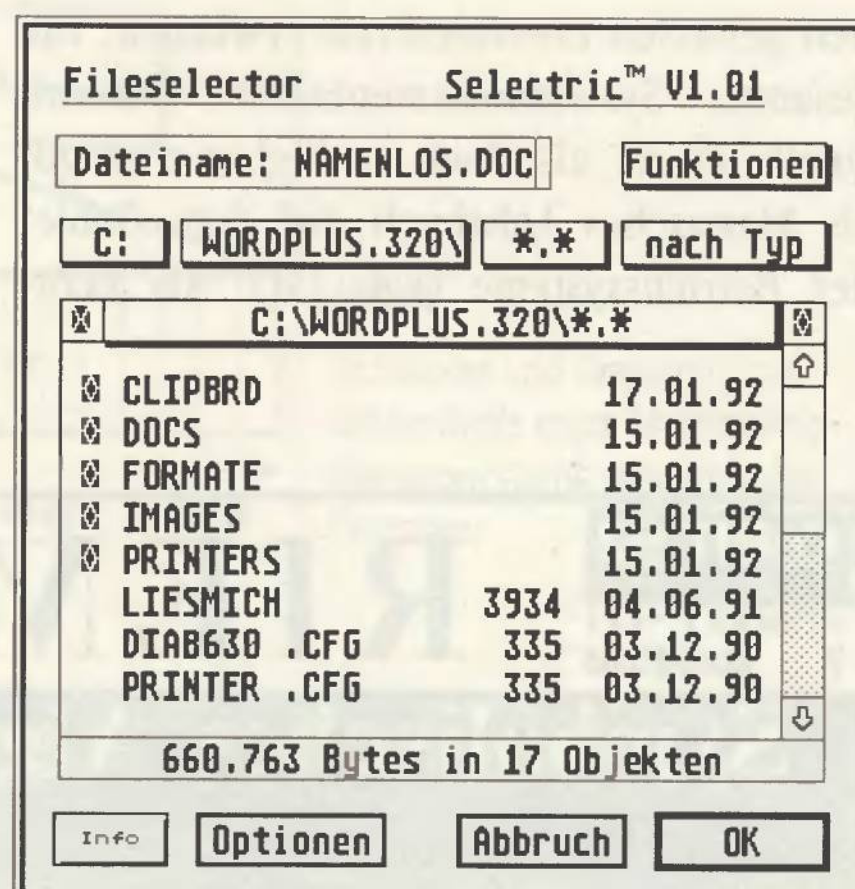 Fileselector Selectric™ V1.01
Dateiname: NAMENLOS.DOC Funktionen
C: WORDPLUS.320\ *.* nach Typ
C:\WORDPLUS.320\*.*
CLIPBRD 17.01.92
DOCS 15.01.92
FORMATE 15.01.92
IMAGES 15.01.92
PRINTERS 15.01.92
LIESMICH 3934 04.06.91
DIAB630 .CFG 335 03.12.90
PRINTER .CFG 335 03.12.90
660.763 Bytes in 17 Objekten
Info Optionen Abbruch OK